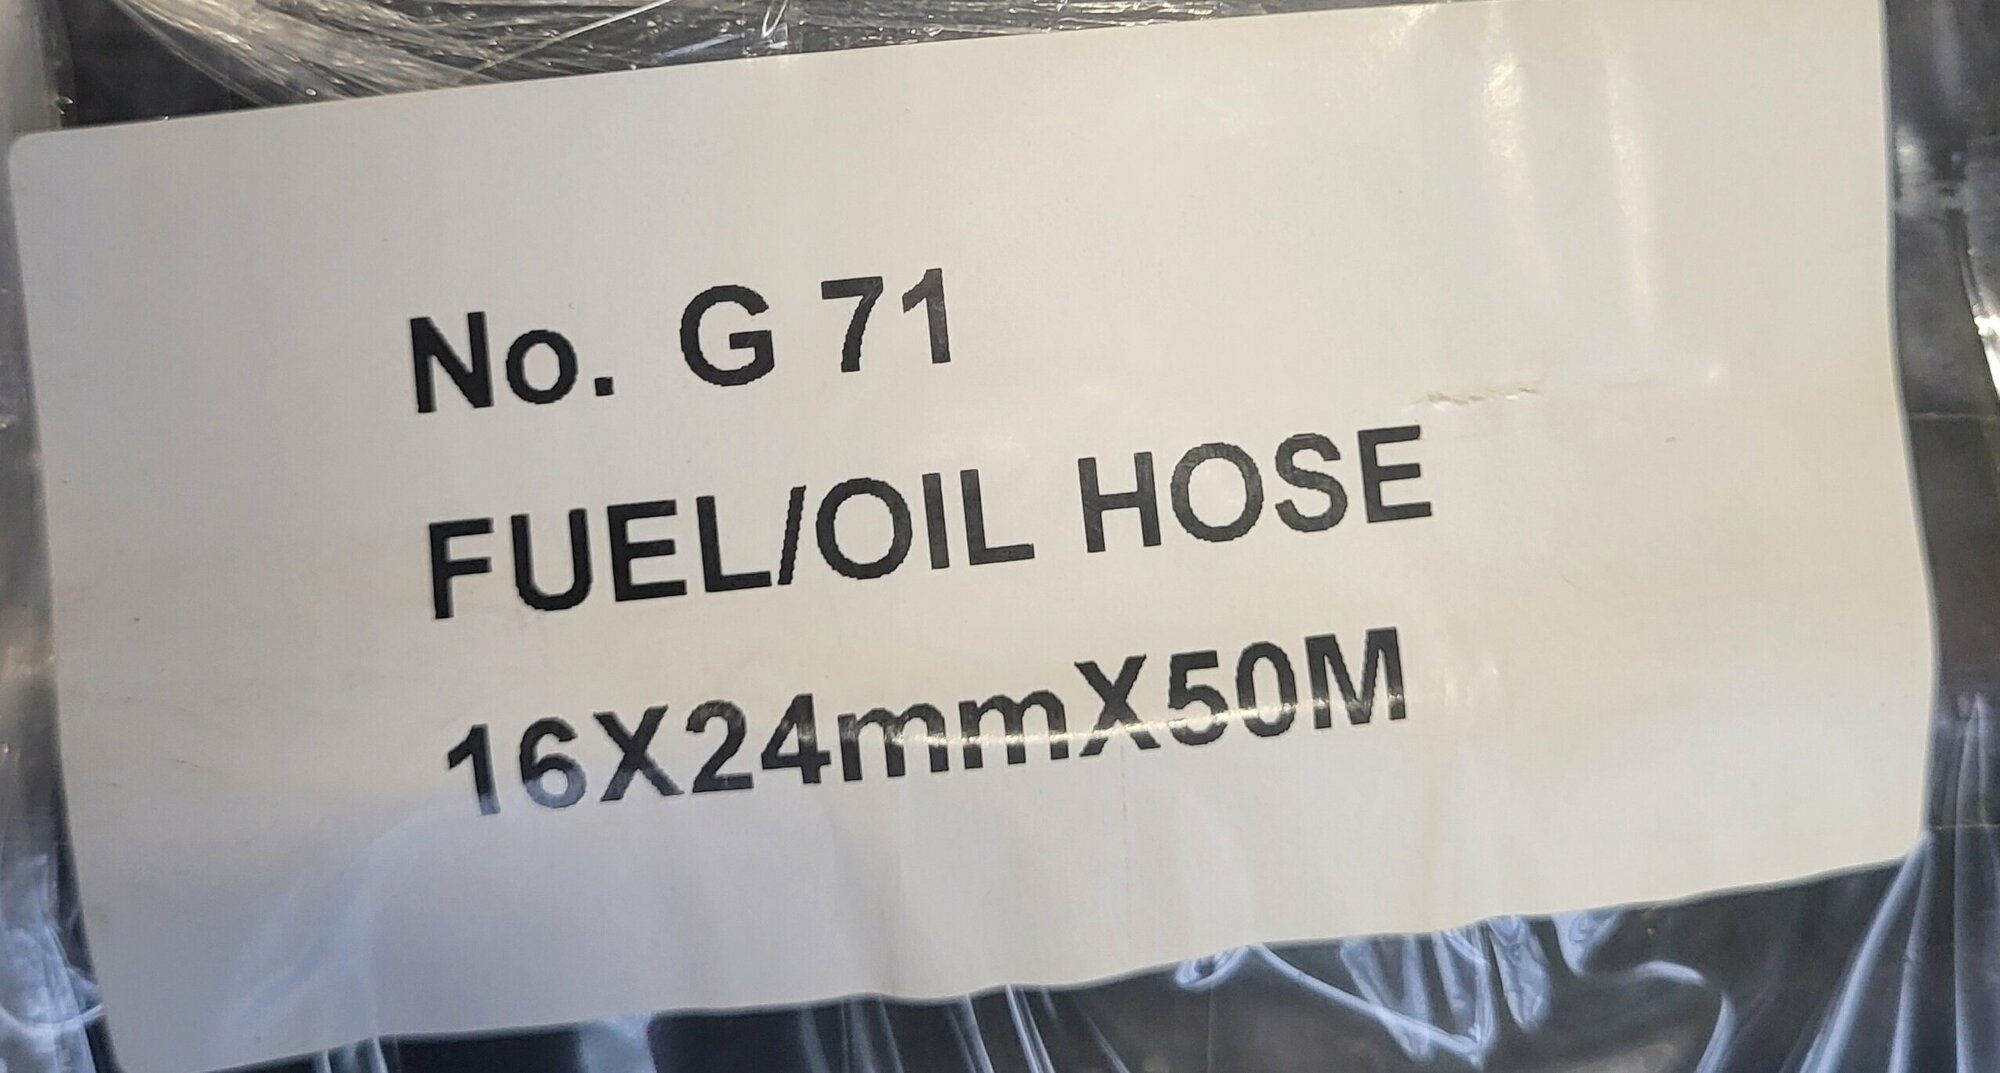 No. G 71
FUEL/OIL HOSE
16X24mmX50M